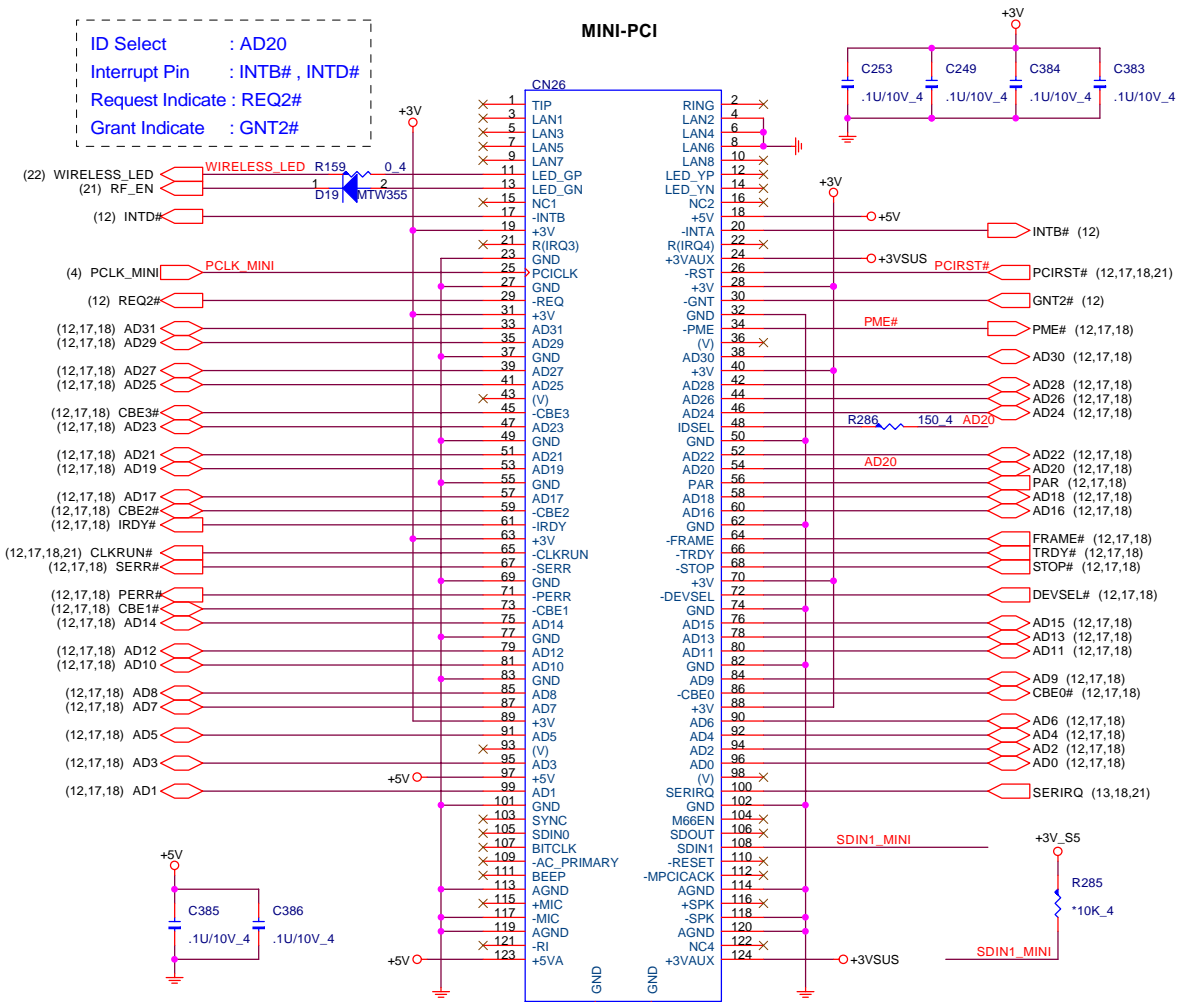 MINI-PCI
ID Select : AD20
Interrupt Pin : INTB# , INTD#
Request Indicate : REQ2#
Grant Indicate : GNT2#
+3V
C253 C249 C384 C383
.1U/10V_4 .1U/10V_4 .1U/10V_4 .1U/10V_4
CN26
+3V
+3V
1 TIP RING 2
3 LAN1 LAN2 4
5 LAN3 LAN4 6
7 LAN5 LAN6 8
9 LAN7 LAN8 10
(22) WIRELESS_LED WIRELESS_LED R159 0_4 11 LED_GP LED_YP 12
(21) RF_EN 1 D19 2 MTW355 13 LED_GN LED_YN 14
15 NC1 NC2 16
(12) INTD# 17 -INTB +5V 18 +5V
19 +3V -INTA 20 INTB# (12)
21 R(IRQ3) R(IRQ4) 22
23 GND +3VAUX 24 +3VSUS
(4) PCLK_MINI PCLK_MINI 25 PCICLK -RST 26 PCIRST# PCIRST# (12,17,18,21)
27 GND +3V 28
(12) REQ2# 29 -REQ -GNT 30 GNT2# (12)
31 +3V GND 32
(12,17,18) AD31 33 AD31 -PME 34 PME# PME# (12,17,18)
(12,17,18) AD29 35 AD29 (V) 36
37 GND AD30 38 AD30 (12,17,18)
(12,17,18) AD27 39 AD27 +3V 40
(12,17,18) AD25 41 AD25 AD28 42 AD28 (12,17,18)
43 (V) AD26 44 AD26 (12,17,18)
(12,17,18) CBE3# 45 -CBE3 AD24 46 AD24 (12,17,18)
(12,17,18) AD23 47 AD23 IDSEL 48 R286 150_4 AD20
49 GND GND 50
(12,17,18) AD21 51 AD21 AD22 52 AD22 (12,17,18)
(12,17,18) AD19 53 AD19 AD20 54 AD20 AD20 (12,17,18)
55 GND PAR 56 PAR (12,17,18)
(12,17,18) AD17 57 AD17 AD18 58 AD18 (12,17,18)
(12,17,18) CBE2# 59 -CBE2 AD16 60 AD16 (12,17,18)
(12,17,18) IRDY# 61 -IRDY GND 62
63 +3V -FRAME 64 FRAME# (12,17,18)
(12,17,18,21) CLKRUN# 65 -CLKRUN -TRDY 66 TRDY# (12,17,18)
(12,17,18) SERR# 67 -SERR -STOP 68 STOP# (12,17,18)
69 GND +3V 70
(12,17,18) PERR# 71 -PERR -DEVSEL 72 DEVSEL# (12,17,18)
(12,17,18) CBE1# 73 -CBE1 GND 74
(12,17,18) AD14 75 AD14 AD15 76 AD15 (12,17,18)
77 GND AD13 78 AD13 (12,17,18)
(12,17,18) AD12 79 AD12 AD11 80 AD11 (12,17,18)
(12,17,18) AD10 81 AD10 GND 82
83 GND AD9 84 AD9 (12,17,18)
(12,17,18) AD8 85 AD8 -CBE0 86 CBE0# (12,17,18)
(12,17,18) AD7 87 AD7 +3V 88
89 +3V AD6 90 AD6 (12,17,18)
(12,17,18) AD5 91 AD5 AD4 92 AD4 (12,17,18)
93 (V) AD2 94 AD2 (12,17,18)
(12,17,18) AD3 95 AD3 AD0 96 AD0 (12,17,18)
+5V 97 +5V (V) 98
(12,17,18) AD1 99 AD1 SERIRQ 100 SERIRQ (13,18,21)
101 GND GND 102
103 SYNC M66EN 104
105 SDIN0 SDOUT 106
107 BITCLK SDIN1 108 SDIN1_MINI
109 -AC_PRIMARY -RESET 110
111 BEEP -MPCICACK 112
113 AGND AGND 114
115 +MIC +SPK 116
117 -MIC -SPK 118
119 AGND AGND 120
121 -RI NC4 122
+5V 123 +5VA +3VAUX 124 +3VSUS
GND GND
+5V
C385 C386
.1U/10V_4 .1U/10V_4
+3V_S5
R285
*10K_4
SDIN1_MINI